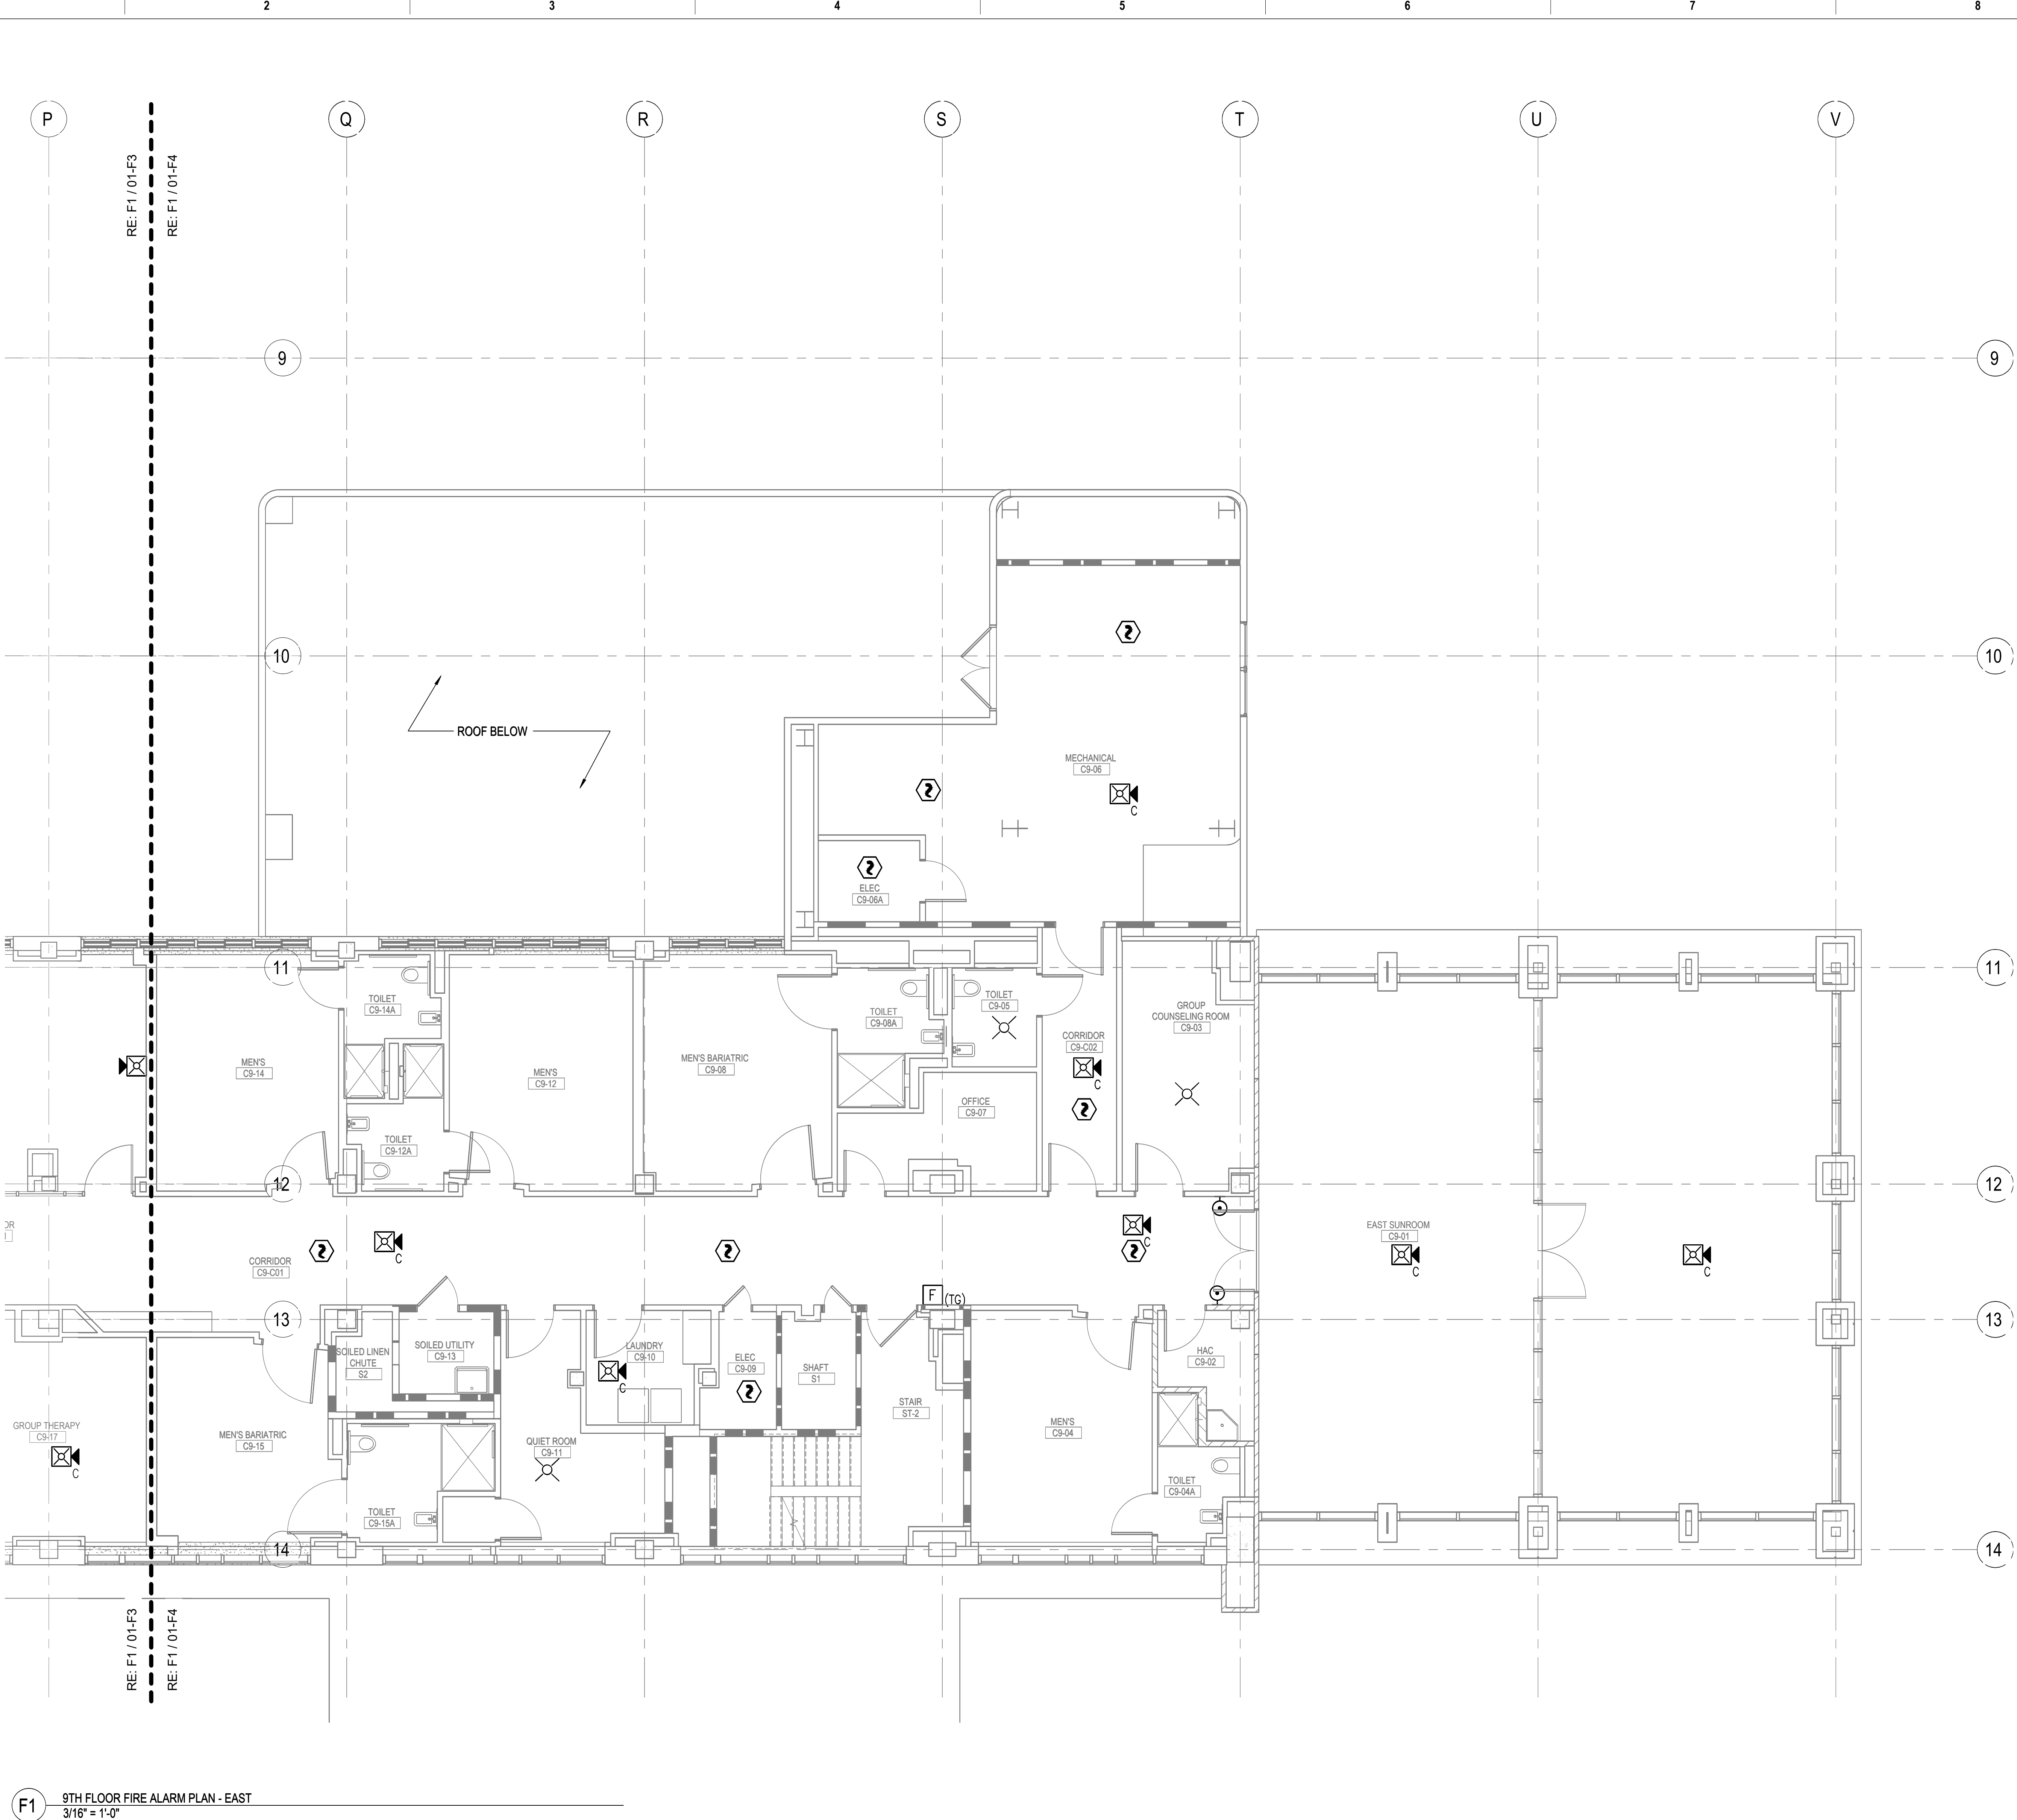 2
3
4
5
6
7
8
P
Q
R
S
T
U
V
RE: F1 / 01-F3
RE: F1 / 01-F4
9
9
10
10
ROOF BELOW
MECHANICAL
C9-06
C
ELEC
C9-06A
11
11
TOILET
C9-14A
TOILET
C9-08A
TOILET
C9-05
GROUP
COUNSELING ROOM
C9-03
CORRIDOR
C9-C02
C
MEN'S
C9-14
MEN'S
C9-12
MEN'S BARIATRIC
C9-08
OFFICE
C9-07
TOILET
C9-12A
12
12
OR
EAST SUNROOM
C9-01
C
C
CORRIDOR
C9-C01
C
C
F
(TG)
13
13
SOILED LINEN
CHUTE
S2
SOILED UTILITY
C9-13
LAUNDRY
C9-10
C
ELEC
C9-09
SHAFT
S1
HAC
C9-02
STAIR
ST-2
GROUP THERAPY
C9-17
C
MEN'S BARIATRIC
C9-15
QUIET ROOM
C9-11
MEN'S
C9-04
TOILET
C9-04A
TOILET
C9-15A
14
14
RE: F1 / 01-F3
RE: F1 / 01-F4
F1
9TH FLOOR FIRE ALARM PLAN - EAST
3/16" = 1'-0"